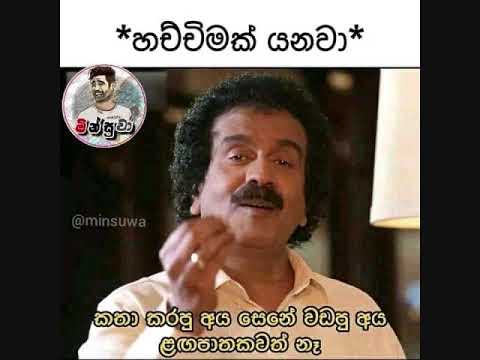 *හච්චිමක් යනවා*
මින්සුවා
@minsuwa
කතා කරපු අය සෙනේ වඩපු අය
ළඟපාතකවත් නෑ